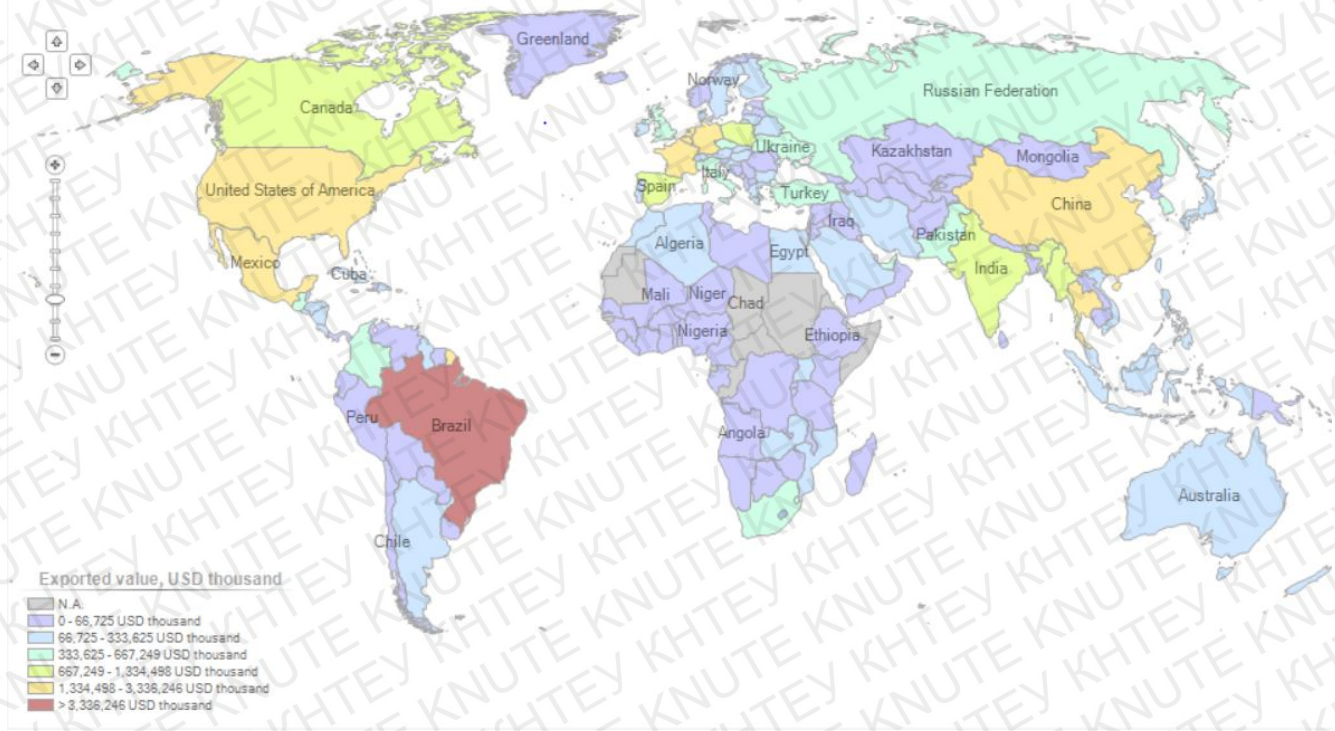 Greenland
Norway
Russian Federation
Canada
Ukraine
Kazakhstan
Mongolia
United States of America
Spain
Italy
Turkey
China
Iraq
Pakistan
Mexico
Cuba
Algeria
Egypt
India
Mali
Niger
Chad
Nigeria
Ethiopia
Peru
Brazil
Angola
Australia
Chile
Exported value, USD thousand
N.A.
0 - 66,725 USD thousand
66,725 - 333,625 USD thousand
333,625 - 667,249 USD thousand
667,249 - 1,334,498 USD thousand
1,334,498 - 3,336,246 USD thousand
> 3,336,246 USD thousand
KNUTE KHTEY KNUTE KHTEY KNUTE KHTEY